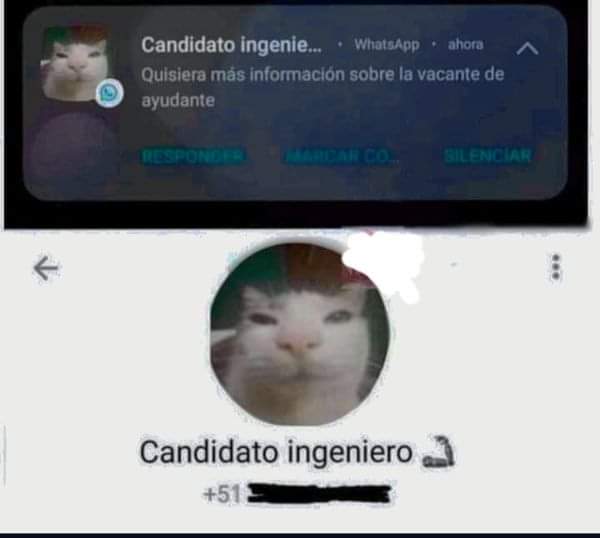 Candidato ingenie... · WhatsApp · ahora
Quisiera más información sobre la vacante de
ayudante
RESPONDER MARCAR CO... SILENCIAR
Candidato ingeniero
+51